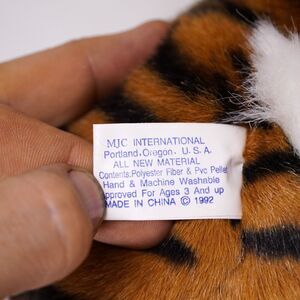 MJC INTERNATIONAL
Portland, Oregon. U.S.A.
ALL NEW MATERIAL
Contents:Polyester Fiber & Pvc Pellet
Hand & Machine Washable
Approved For Ages 3 And up
MADE IN CHINA © 1992